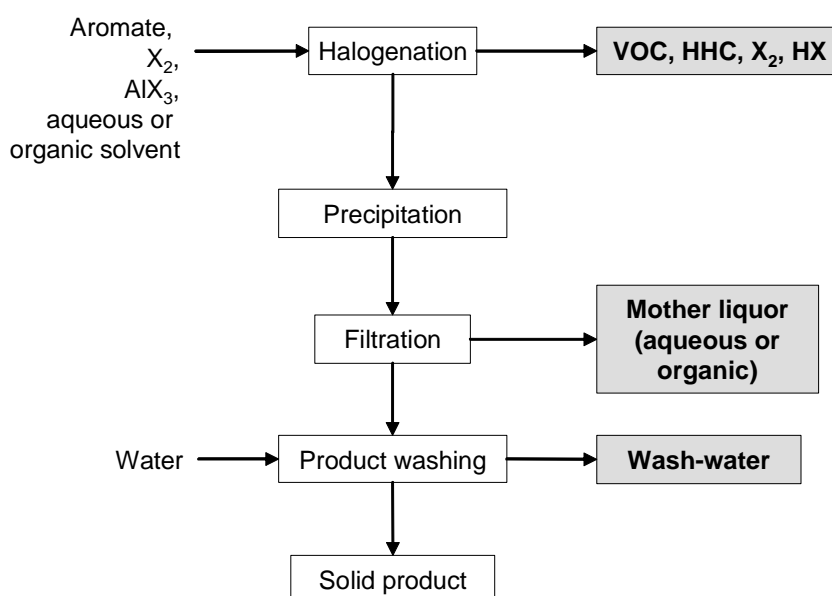 Aromate,
X2,
AlX3,
aqueous or
organic solvent
Halogenation
VOC, HHC, X2, HX
Precipitation
Filtration
Mother liquor
(aqueous or
organic)
Water
Product washing
Wash-water
Solid product